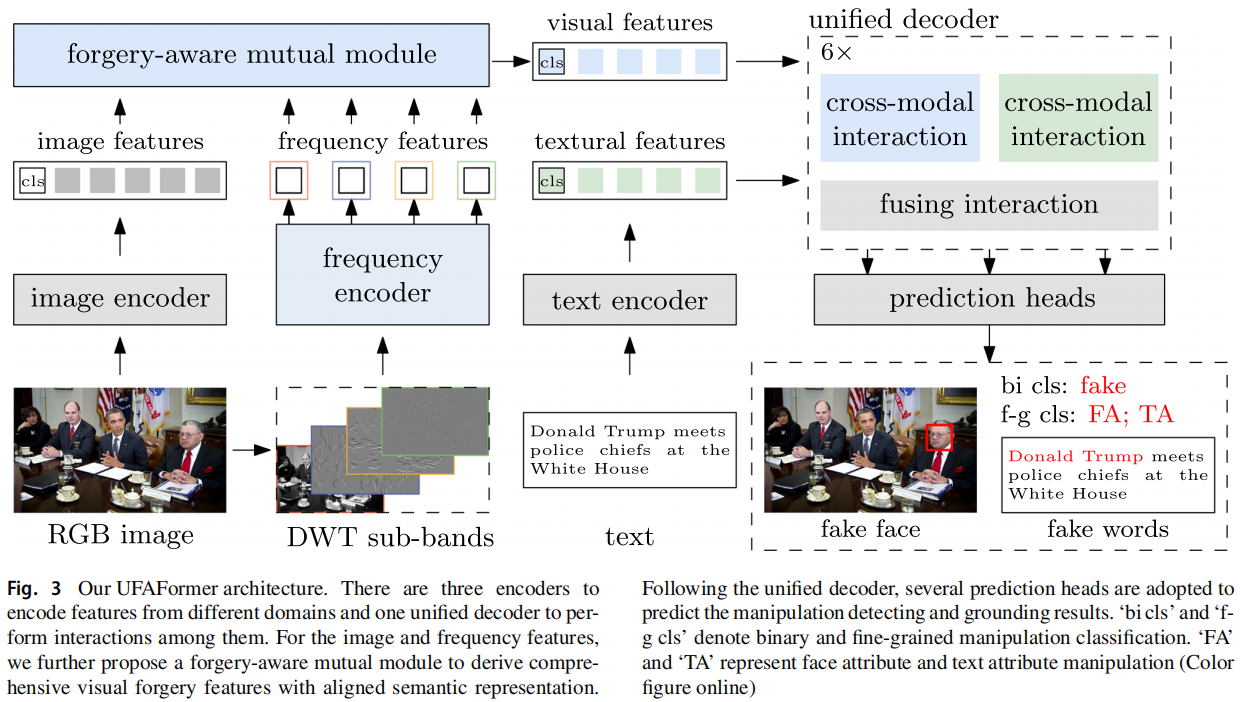 forgery-aware mutual module
visual features
cls
unified decoder
6×
cross-modal
interaction
cross-modal
interaction
fusing interaction
image features
cls
frequency features
textural features
cls
image encoder
frequency
encoder
text encoder
prediction heads
RGB image
DWT sub-bands
Donald Trump meets
police chiefs at the
White House
text
bi cls: fake
f-g cls: FA; TA
Donald Trump meets
police chiefs at the
White House
fake face
fake words
Fig. 3 Our UFAFormer architecture. There are three encoders to
encode features from different domains and one unified decoder to per-
form interactions among them. For the image and frequency features,
we further propose a forgery-aware mutual module to derive compre-
hensive visual forgery features with aligned semantic representation.
Following the unified decoder, several prediction heads are adopted to
predict the manipulation detecting and grounding results. ‘bi cls’ and ‘f-
g cls’ denote binary and fine-grained manipulation classification. ‘FA’
and ‘TA’ represent face attribute and text attribute manipulation (Color
figure online)